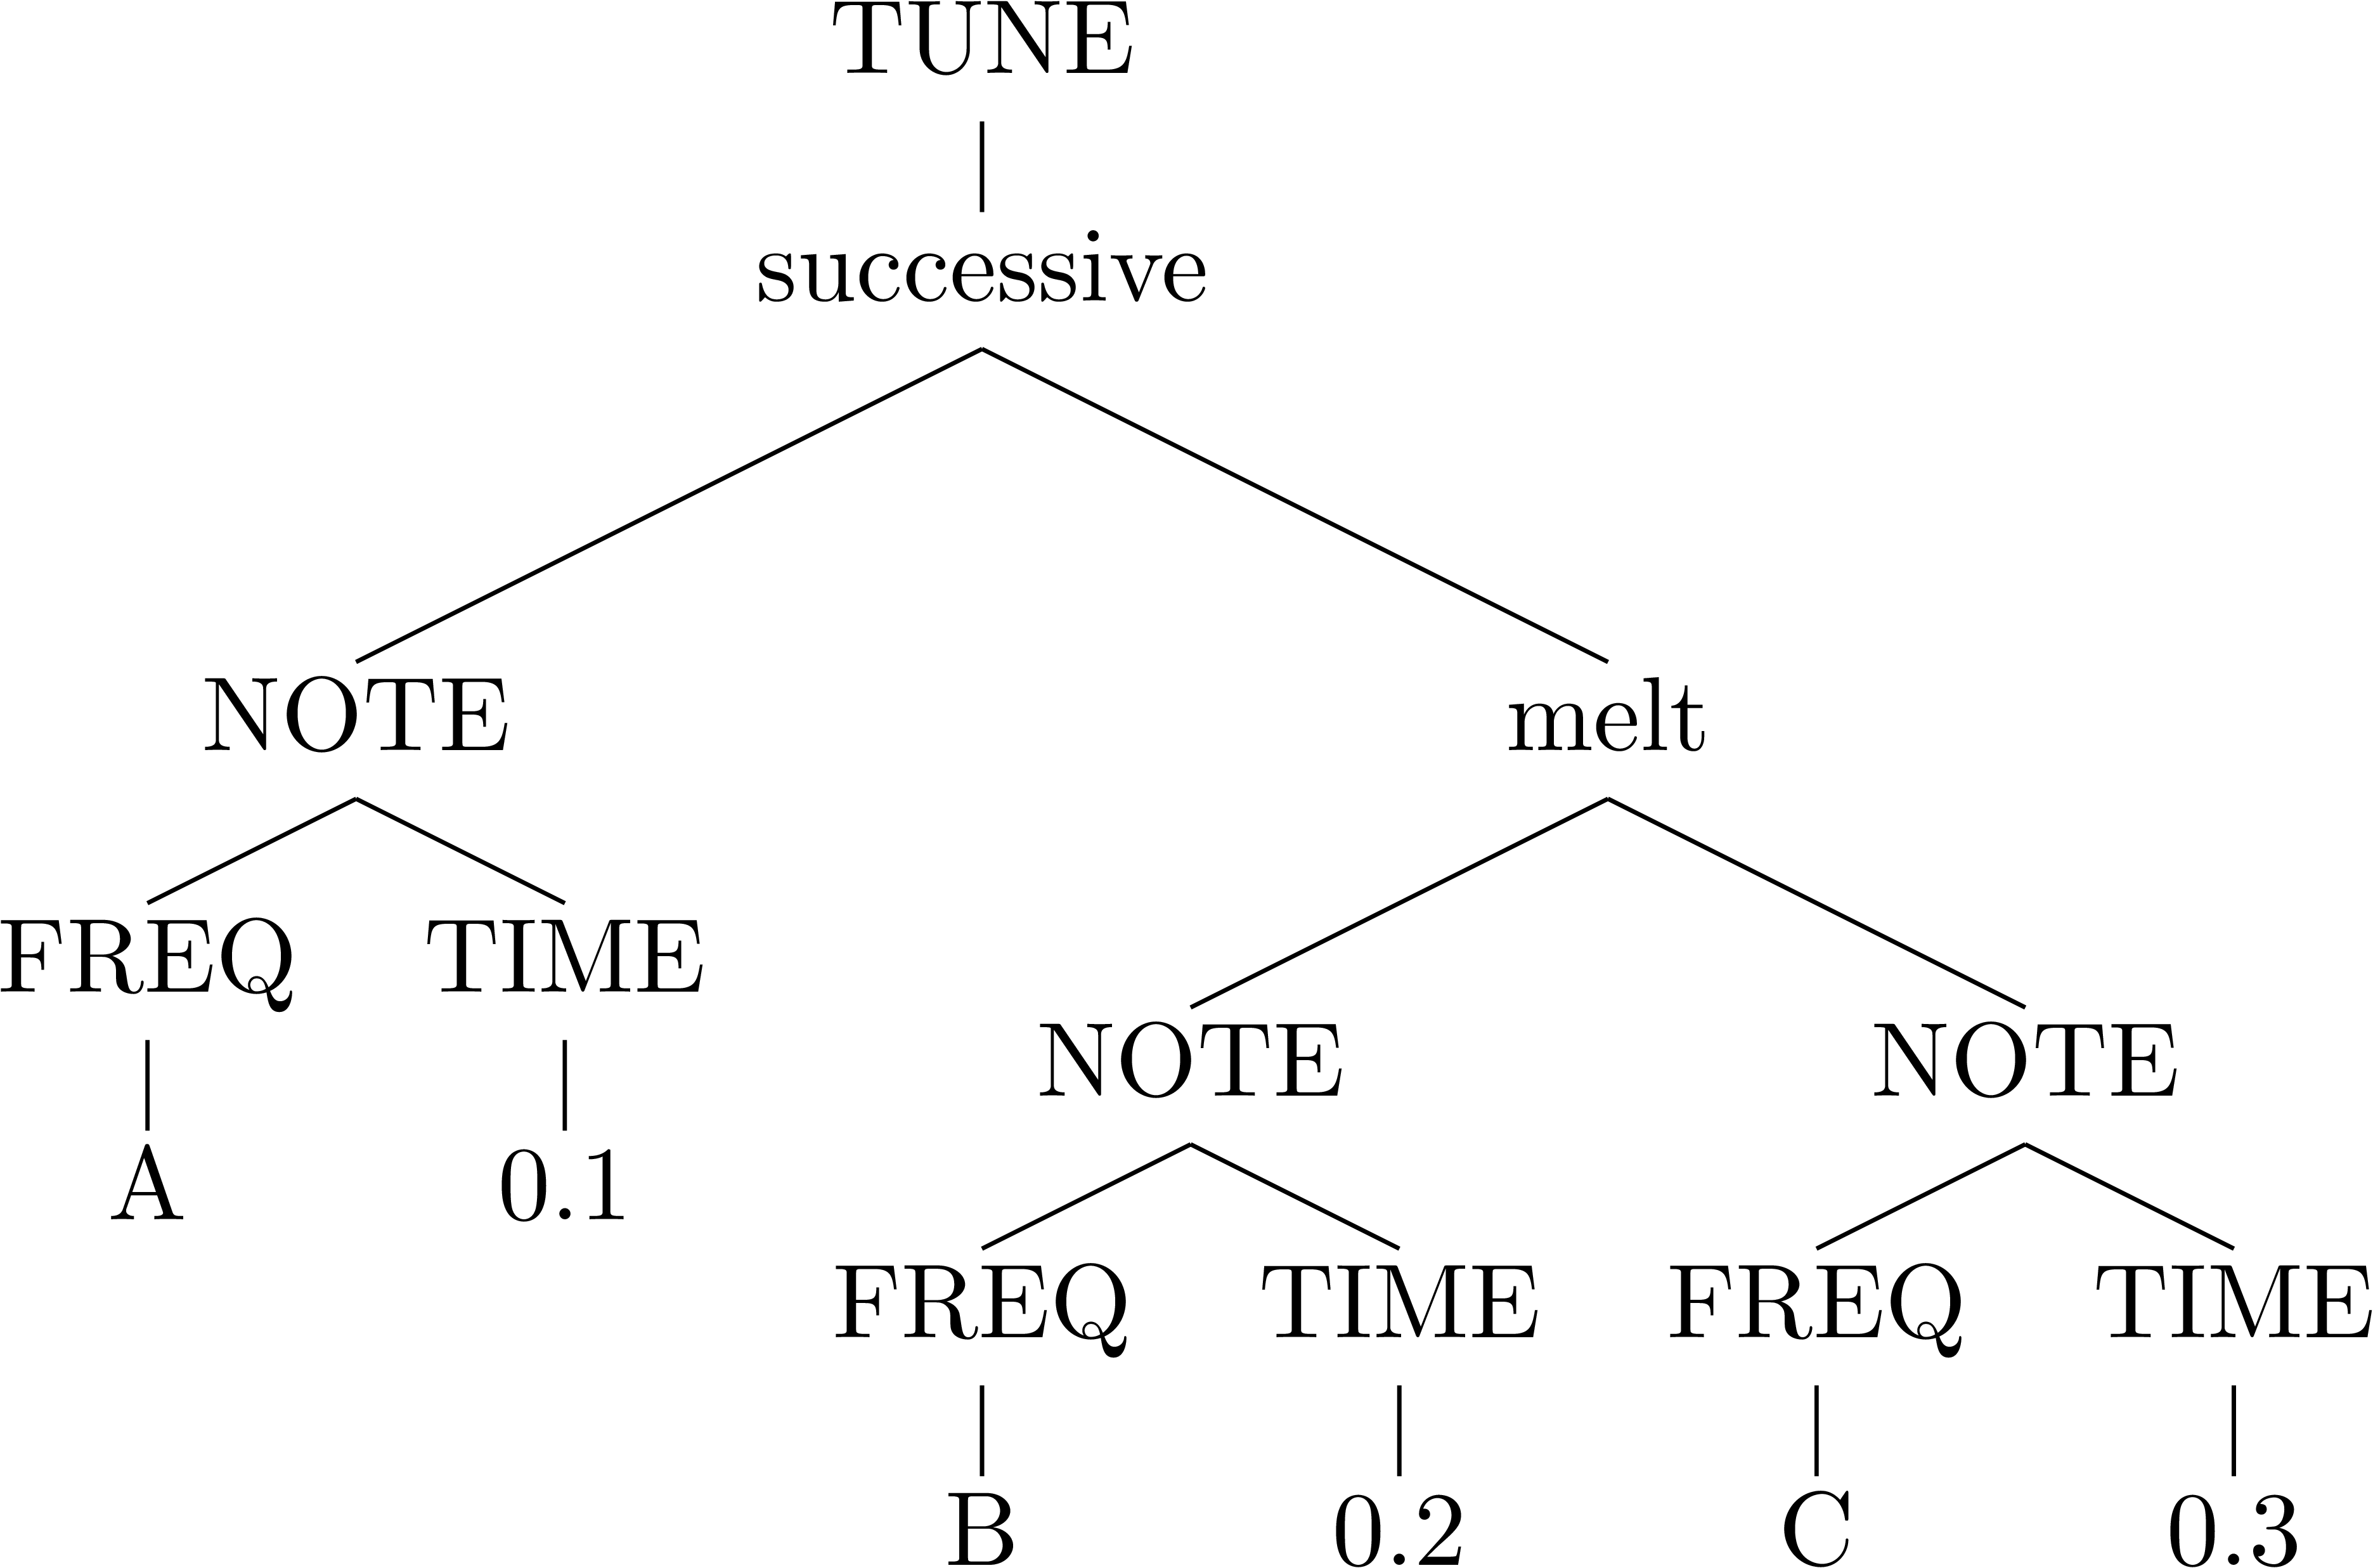 TUNE
successive
NOTE melt
FREQ TIME
NOTE NOTE
A 0.1
FREQ TIME FREQ TIME
B 0.2 C 0.3